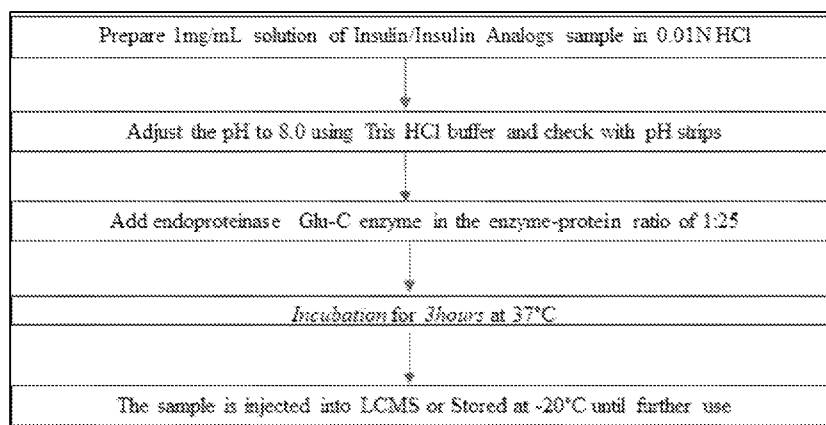 Prepare 1mg/mL solution of Insulin/Insulin Analogs sample in 0.01N HCl
Adjust the pH to 8.0 using Tris HCl buffer and check with pH strips
Add endoproteinase Glu-C enzyme in the enzyme-protein ratio of 1:25
Incubation for 3hours at 37°C
The sample is injected into LCMS or Stored at -20°C until further use